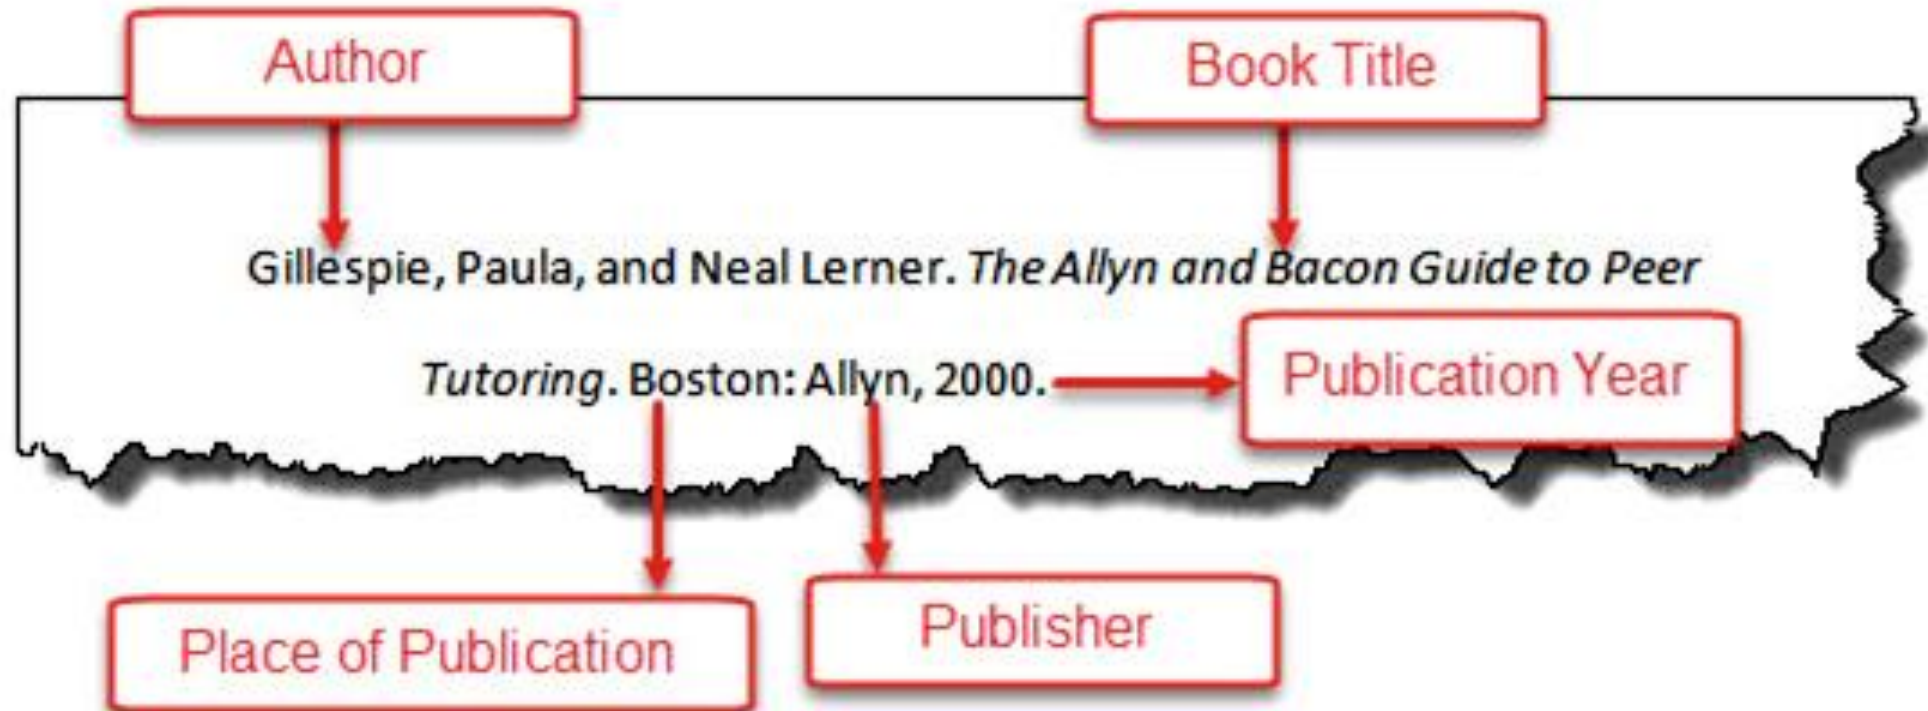 Author
Book Title
Gillespie, Paula, and Neal Lerner. The Allyn and Bacon Guide to Peer
Tutoring. Boston: Allyn, 2000.
Publication Year
Place of Publication
Publisher